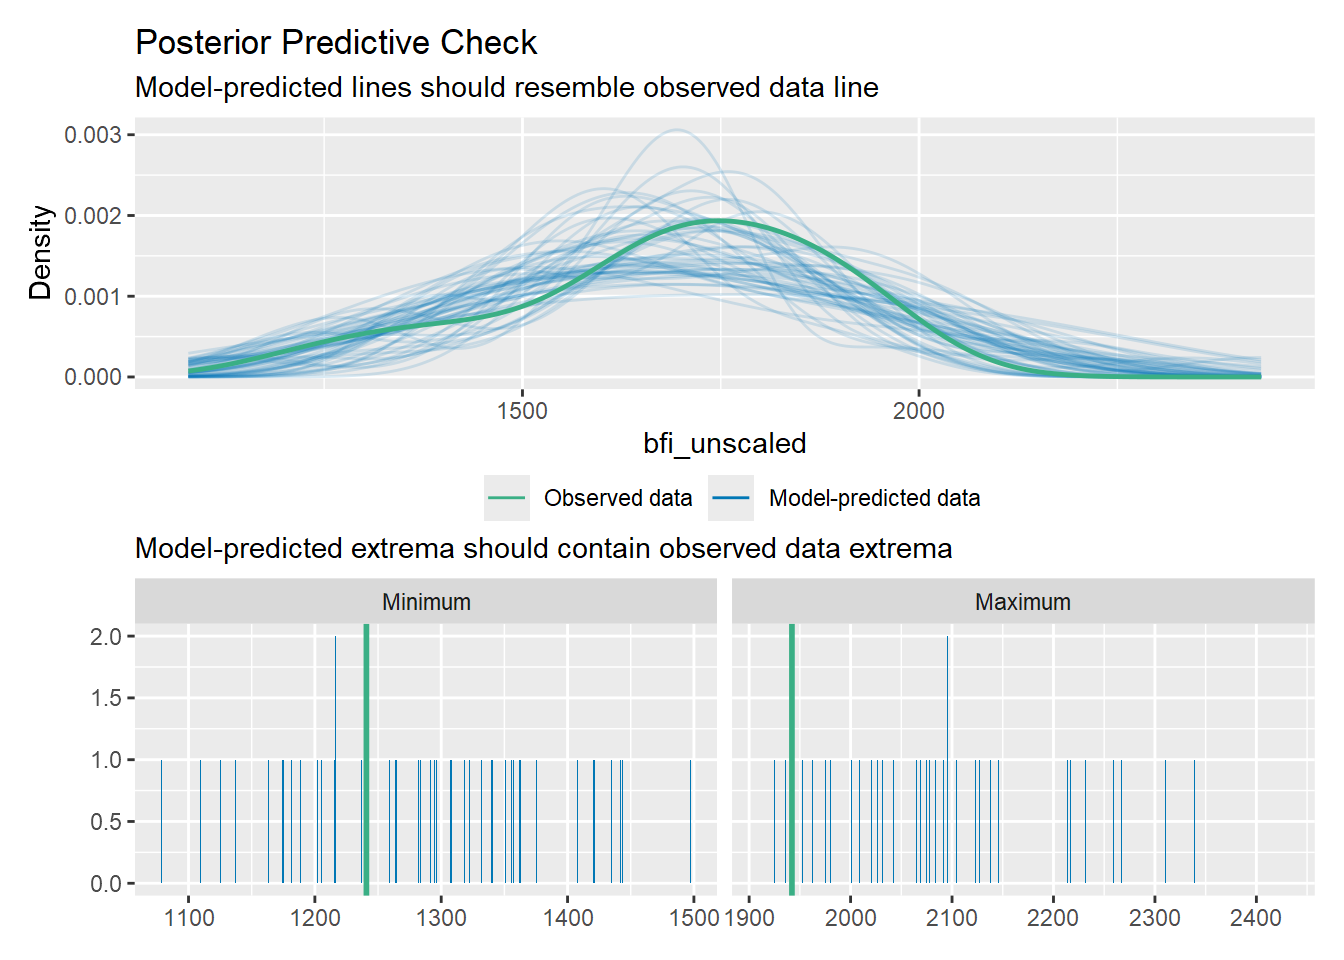 Posterior Predictive Check
Model-predicted lines should resemble observed data line
0.003
0.002
0.001
0.000
Density
1500 2000
bfi_unscaled
Observed data Model-predicted data
Model-predicted extrema should contain observed data extrema
Minimum Maximum
2.0
1.5
1.0
0.5
0.0
1100 1200 1300 1400 1500 1900 2000 2100 2200 2300 2400